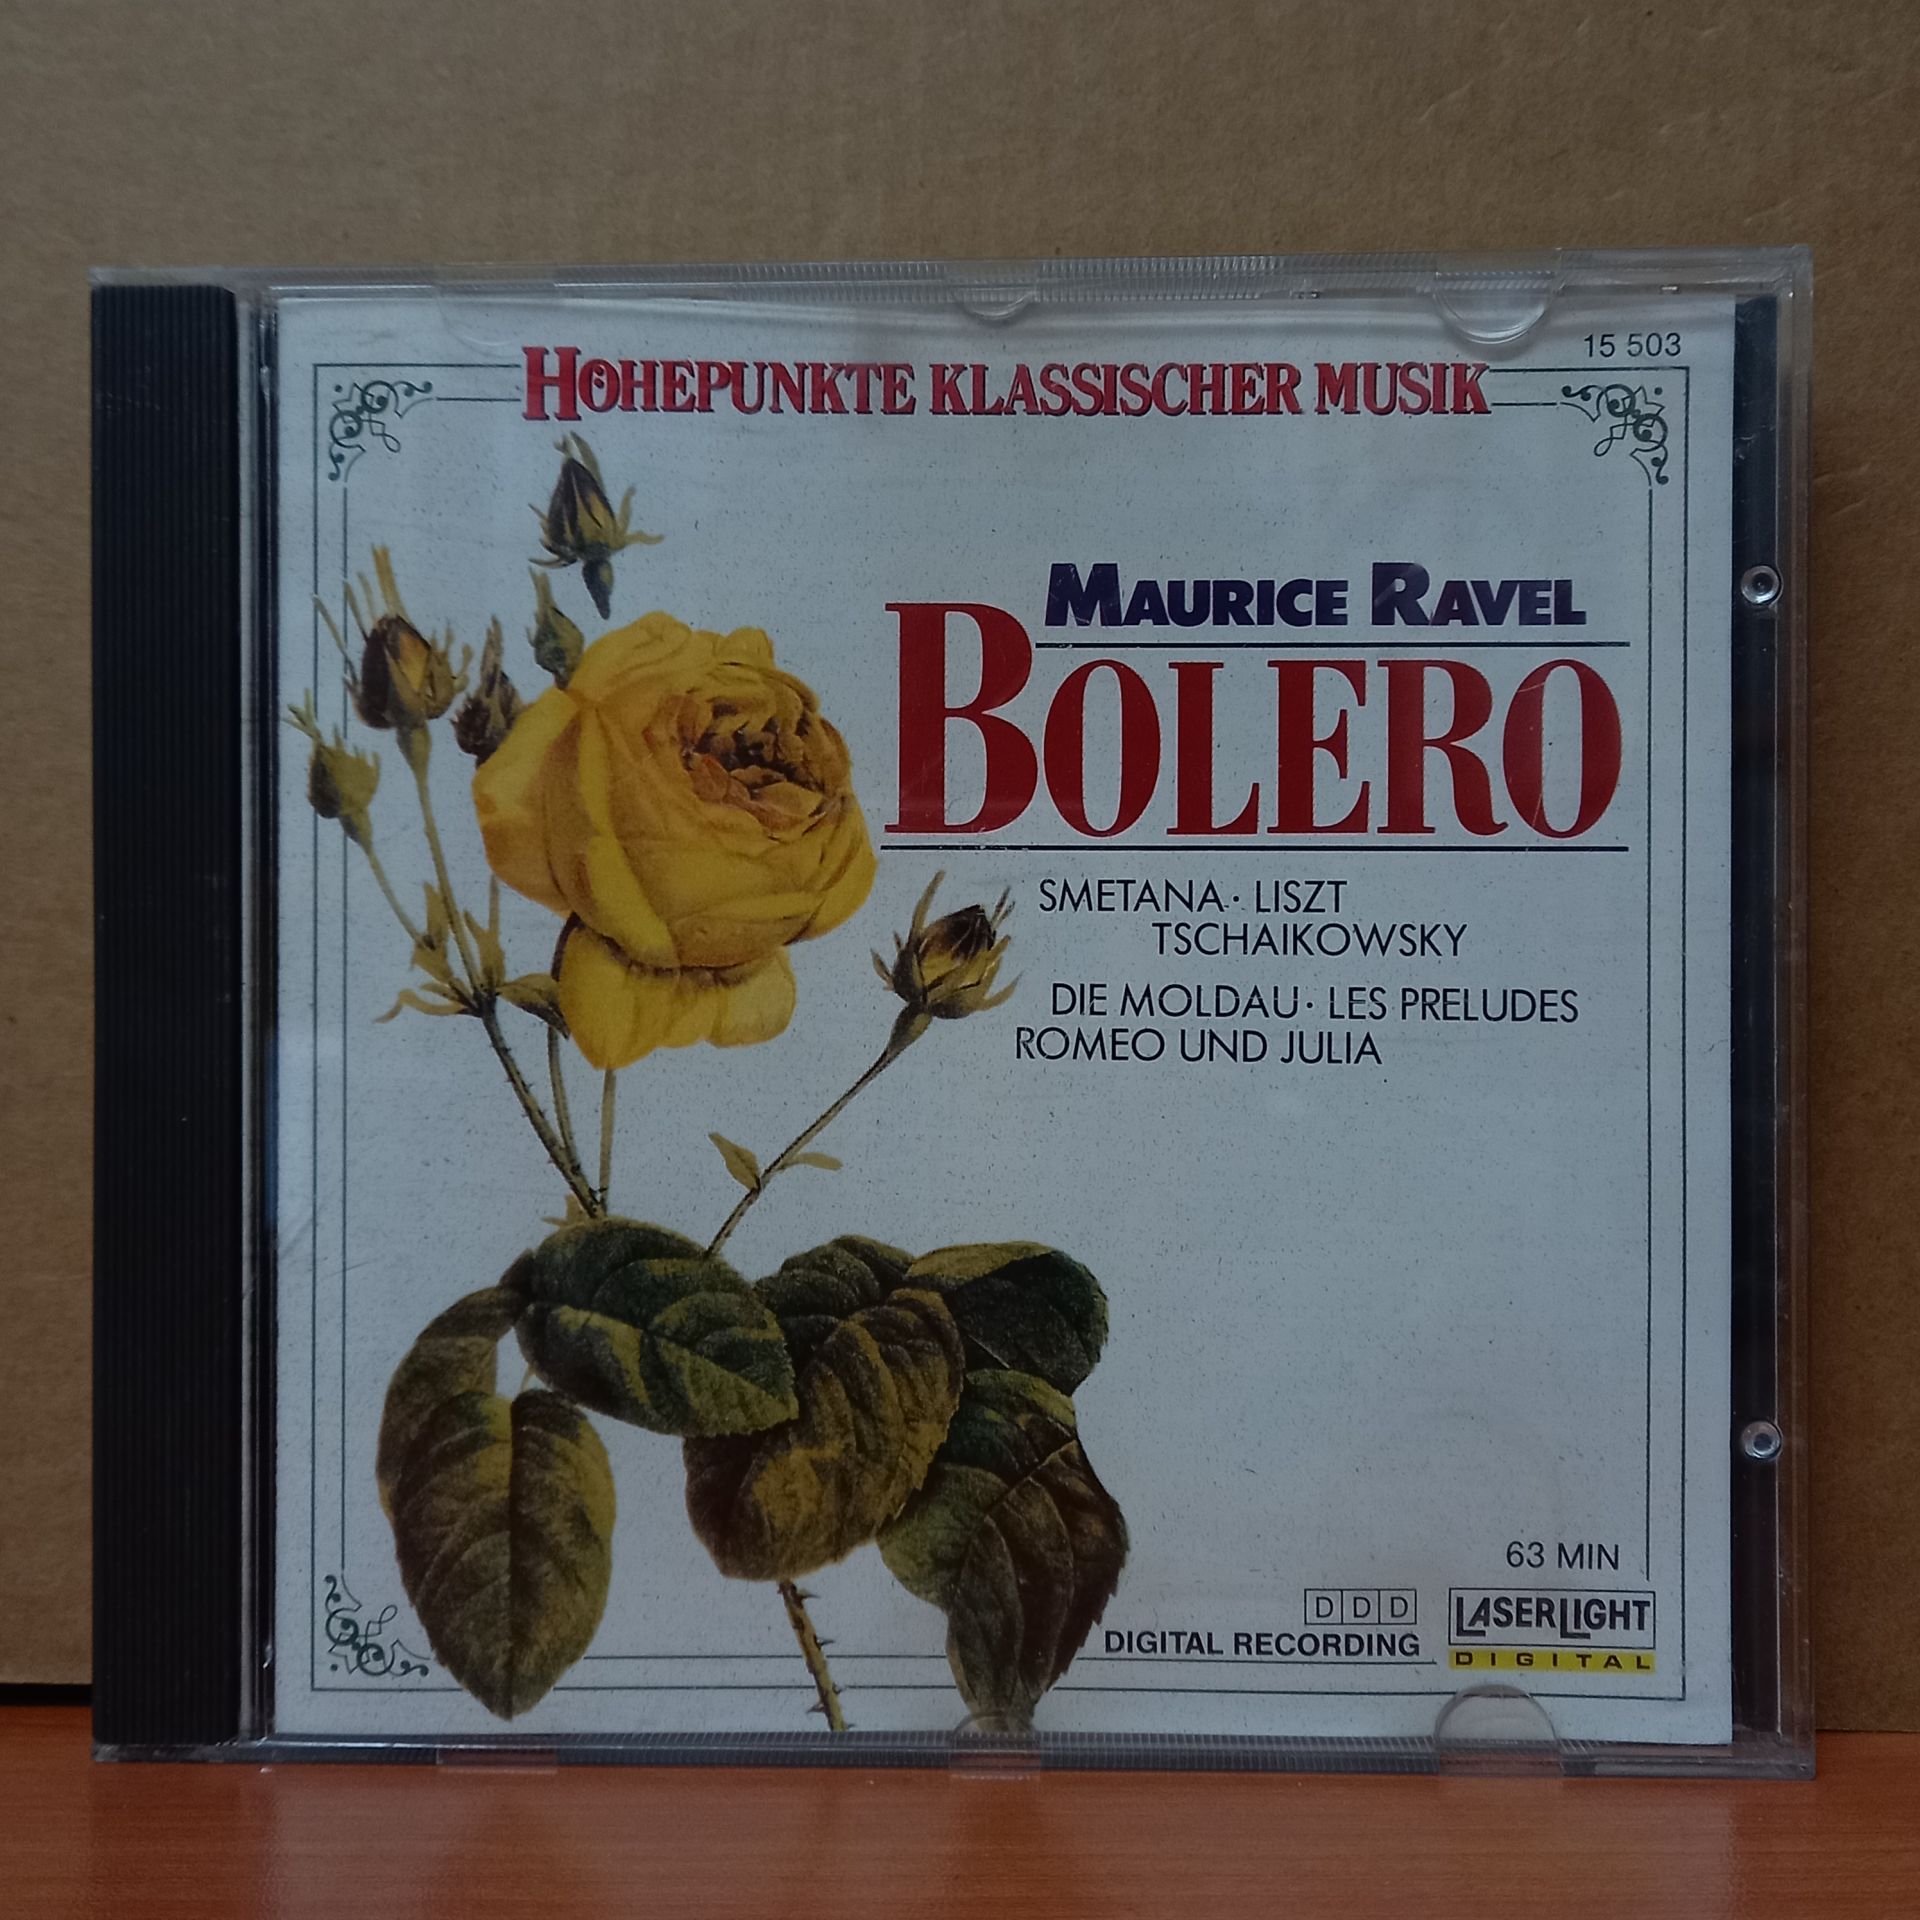 15 503
HÖHEPUNKTE KLASSISCHER MUSIK
MAURICE RAVEL
BOLERO
SMETANA · LISZT
TSCHAIKOWSKY
DIE MOLDAU · LES PRELUDES
ROMEO UND JULIA
63 MIN
DDD
DIGITAL RECORDING
LASERLIGHT
DIGITAL